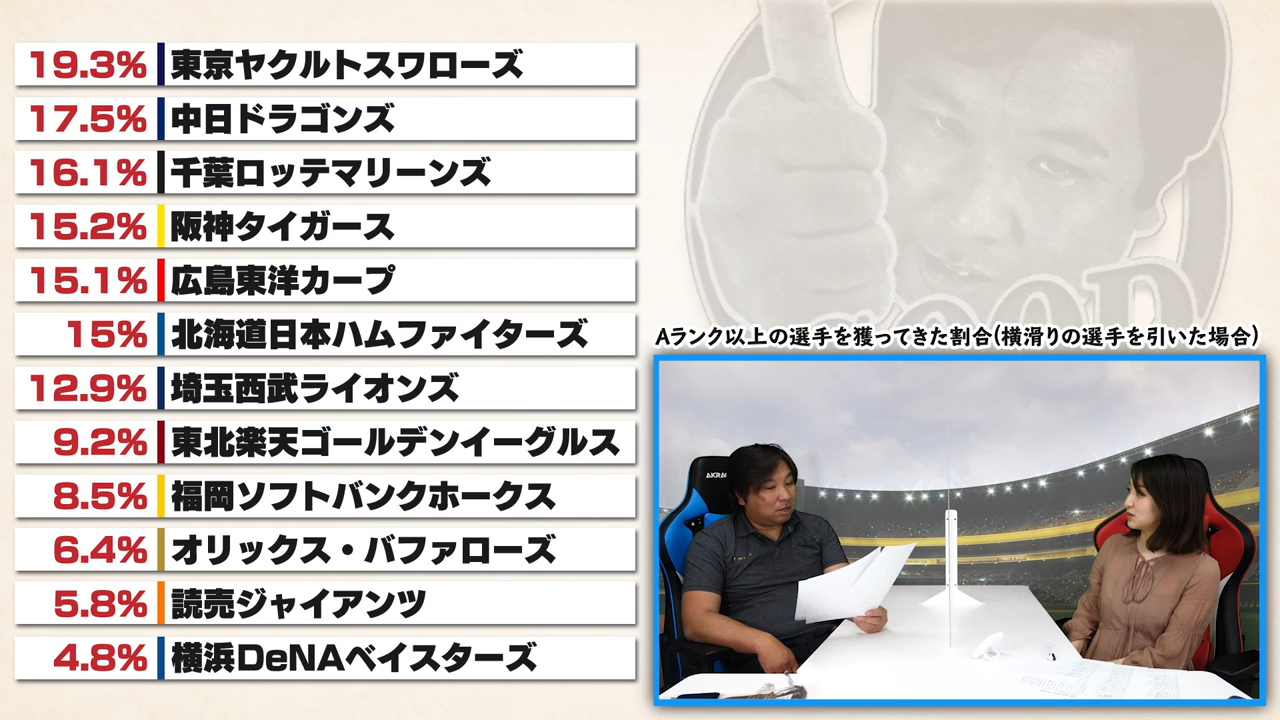 19.3% 東京ヤクルトスワローズ
17.5% 中日ドラゴンズ
16.1% 千葉ロッテマリーンズ
15.2% 阪神タイガース
15.1% 広島東洋カープ
15% 北海道日本ハムファイターズ
12.9% 埼玉西武ライオンズ
9.2% 東北楽天ゴールデンイーグルス
8.5% 福岡ソフトバンクホークス
6.4% オリックス・バファローズ
5.8% 読売ジャイアンツ
4.8% 横浜DeNAベイスターズ
GOOD
Aランク以上の選手を獲ってきた割合(横滑りの選手を引いた場合)